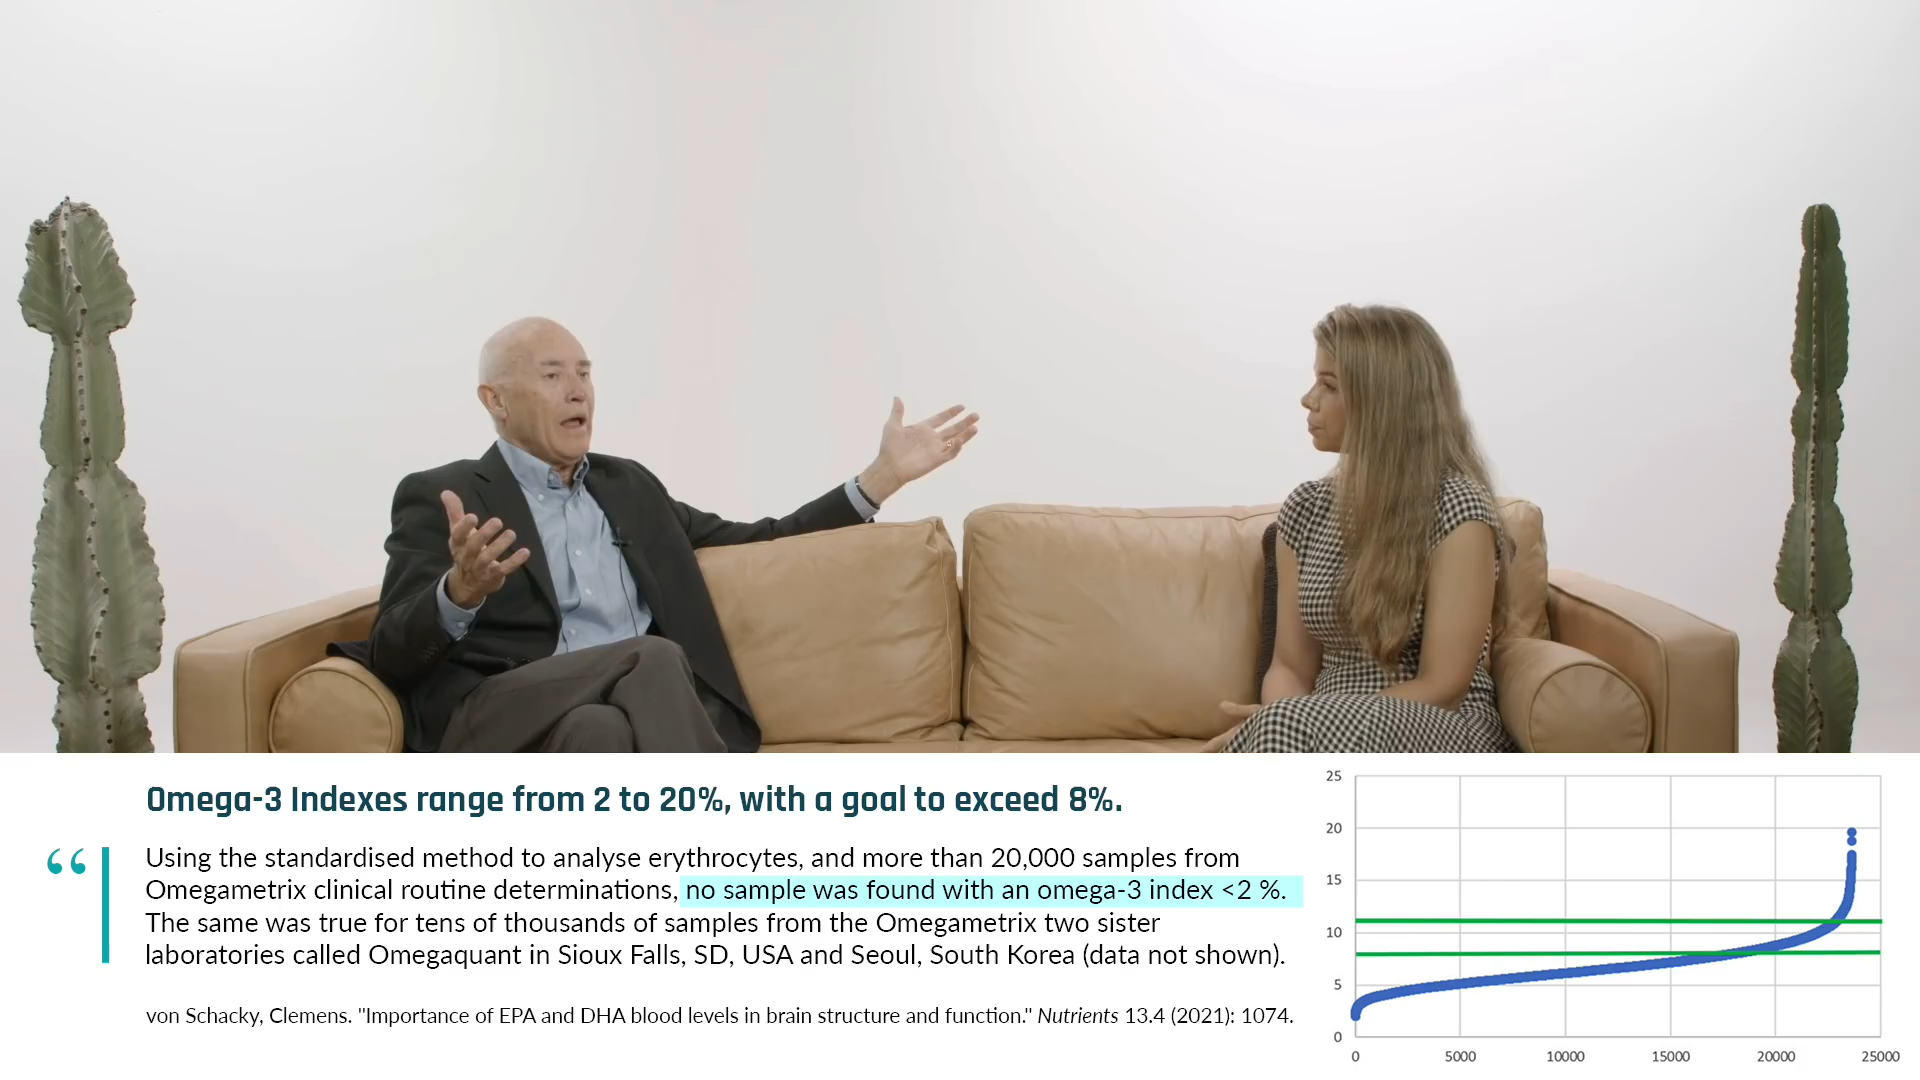 Omega-3 Indexes range from 2 to 20%, with a goal to exceed 8%.
“
Using the standardised method to analyse erythrocytes, and more than 20,000 samples from
Omegametrix clinical routine determinations, no sample was found with an omega-3 index <2 %.
The same was true for tens of thousands of samples from the Omegametrix two sister
laboratories called Omegaquant in Sioux Falls, SD, USA and Seoul, South Korea (data not shown).
von Schacky, Clemens. "Importance of EPA and DHA blood levels in brain structure and function." Nutrients 13.4 (2021): 1074.
25
20
15
10
5
0
0 5000 10000 15000 20000 25000